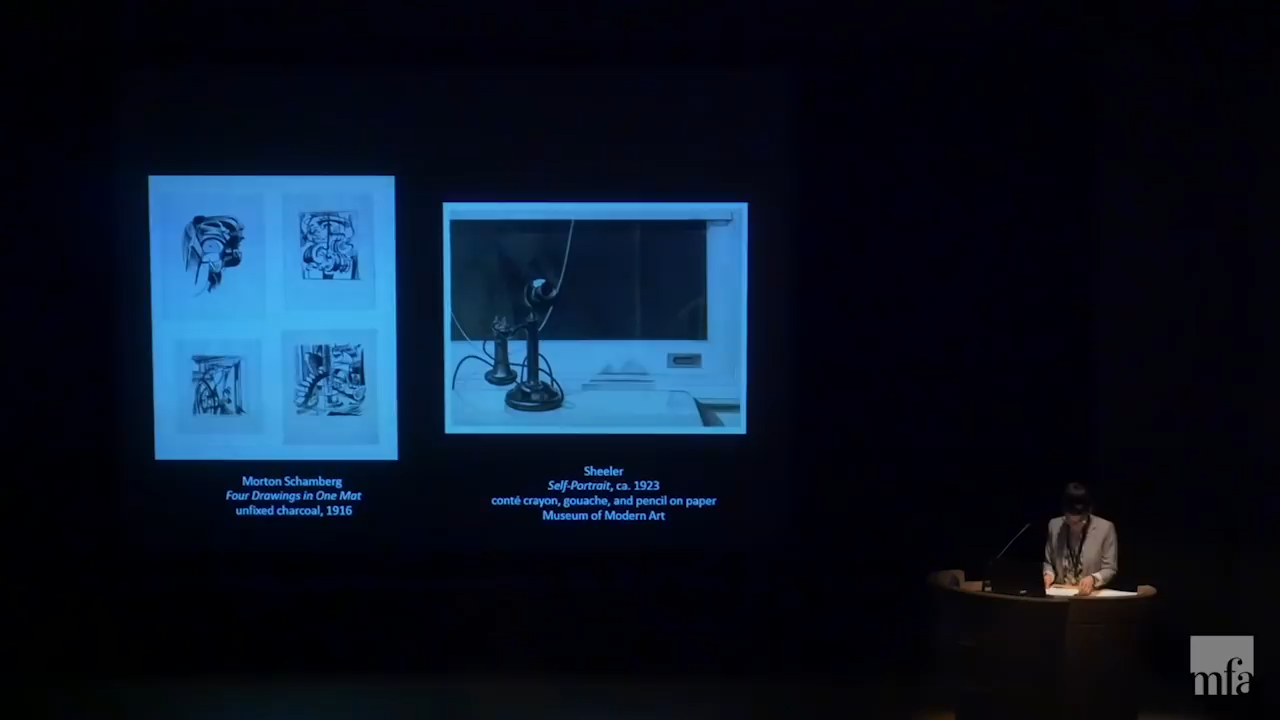 Morton Schamberg
Four Drawings in One Mat
unfixed charcoal, 1916
Sheeler
Self-Portrait, ca. 1923
conté crayon, gouache, and pencil on paper
Museum of Modern Art
mfa